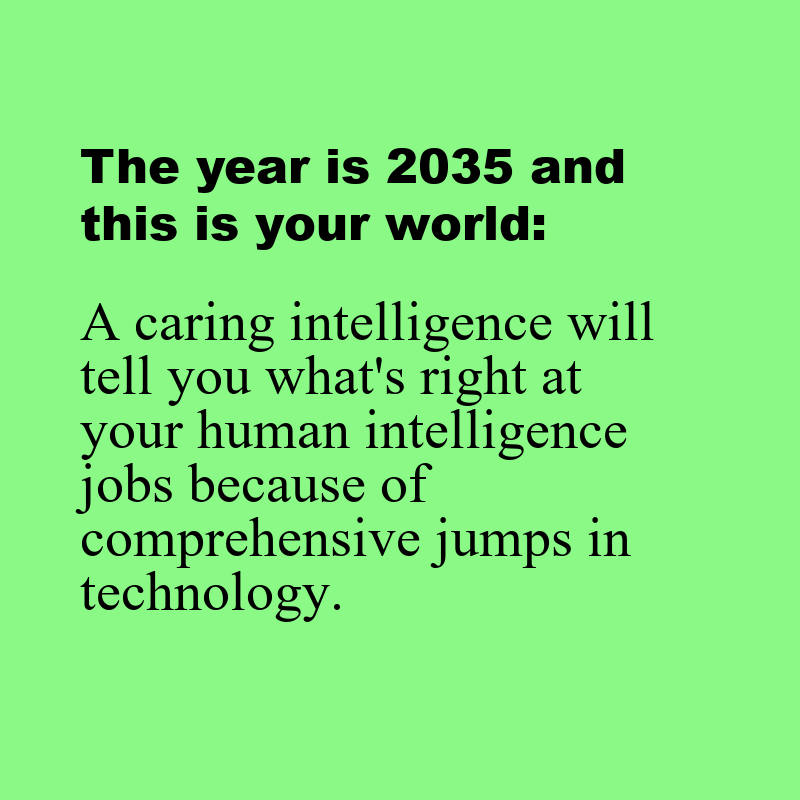 The year is 2035 and
this is your world:
A caring intelligence will
tell you what's right at
your human intelligence
jobs because of
comprehensive jumps in
technology.